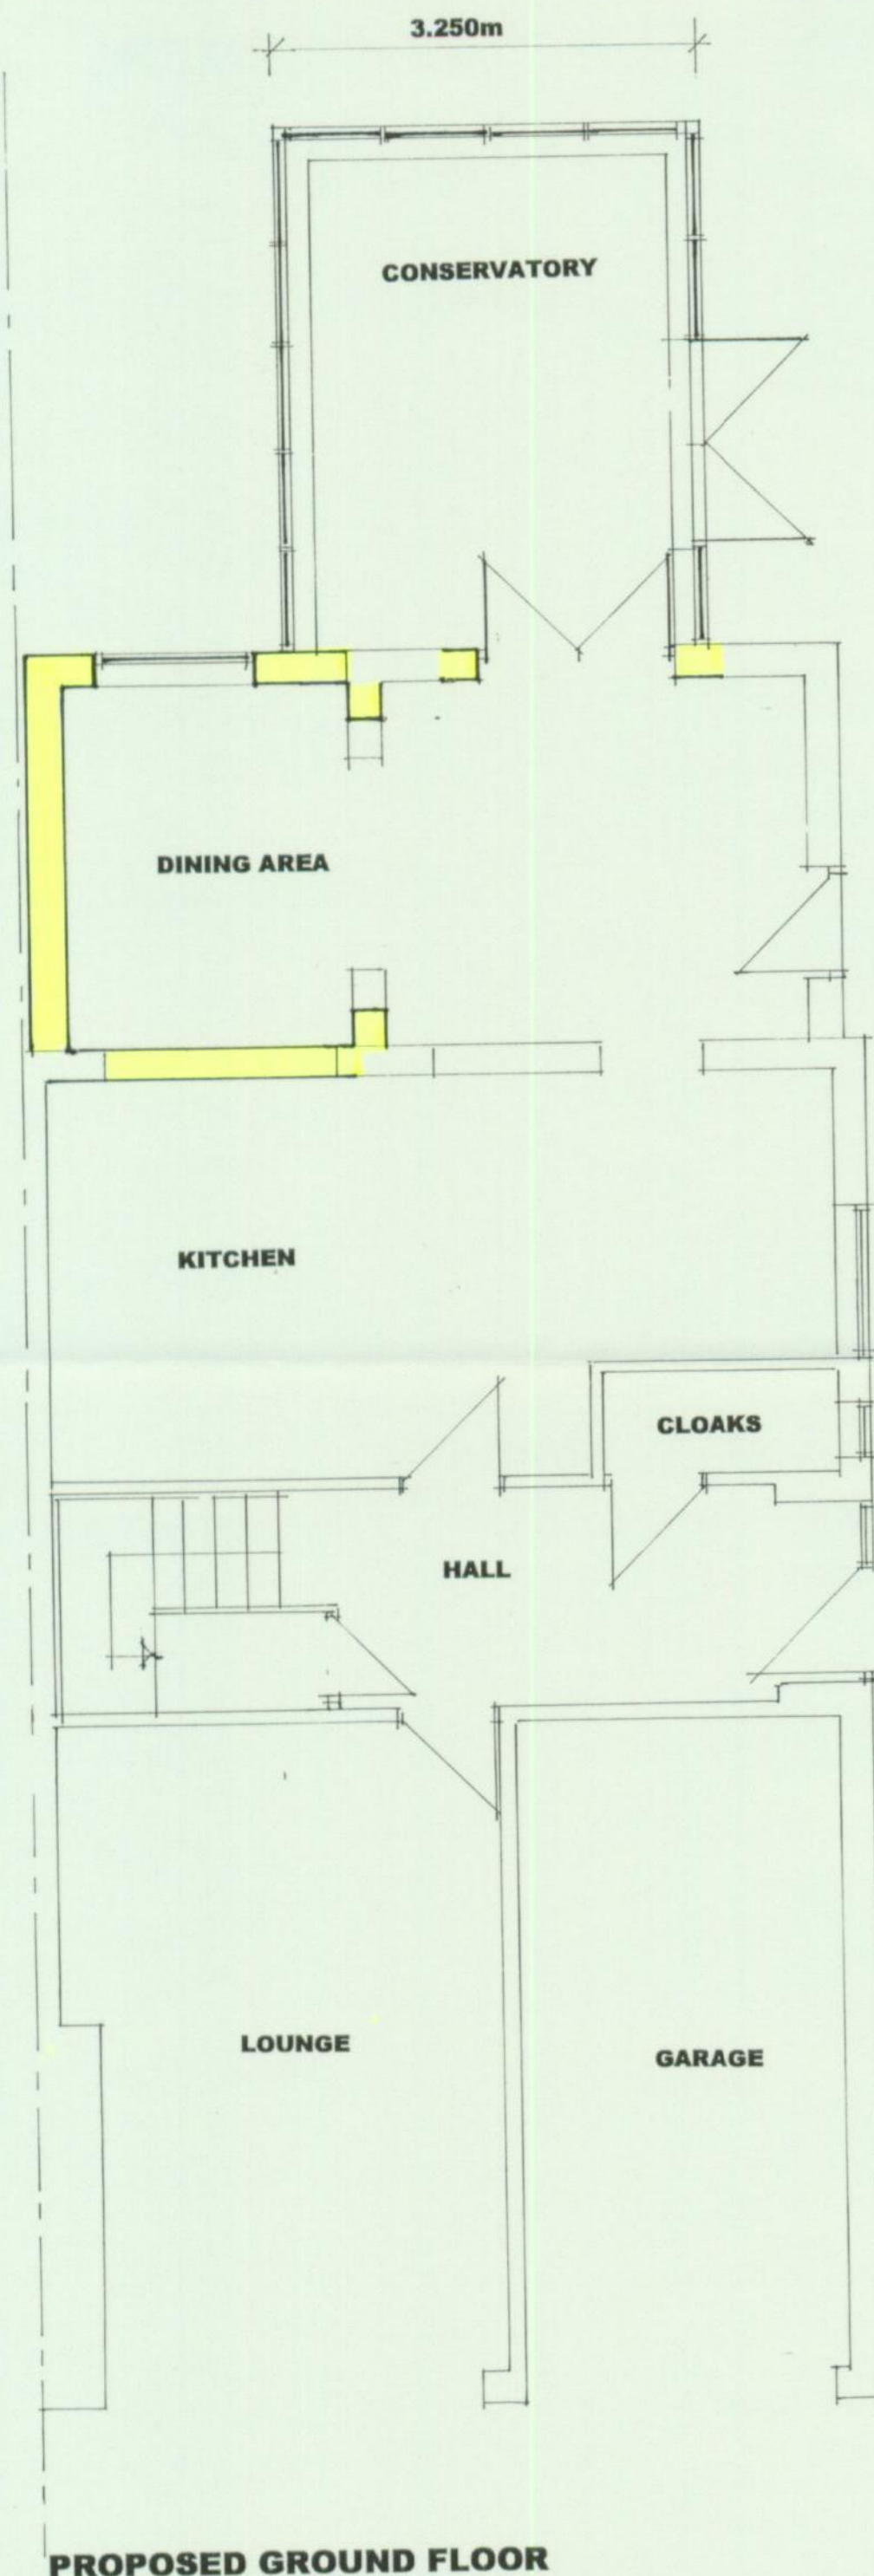 3.250m
CONSERVATORY
DINING AREA
KITCHEN
CLOAKS
HALL
LOUNGE
GARAGE
PROPOSED GROUND FLOOR